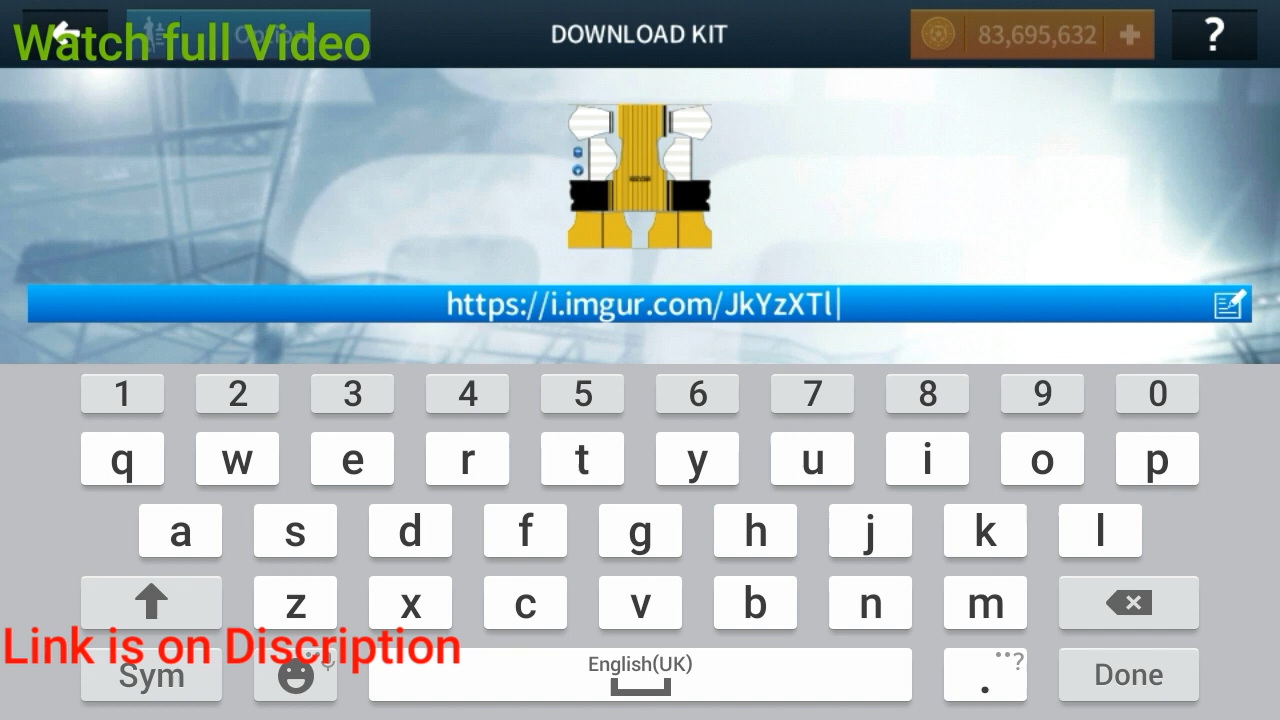 Watch full Video
DOWNLOAD KIT
83,695,632
?
https://i.imgur.com/JkYzXTl
1 2 3 4 5 6 7 8 9 0
q w e r t y u i o p
a s d f g h j k l
z x c v b n m
Link is on Discription
Sym
English(UK)
. ?
Done